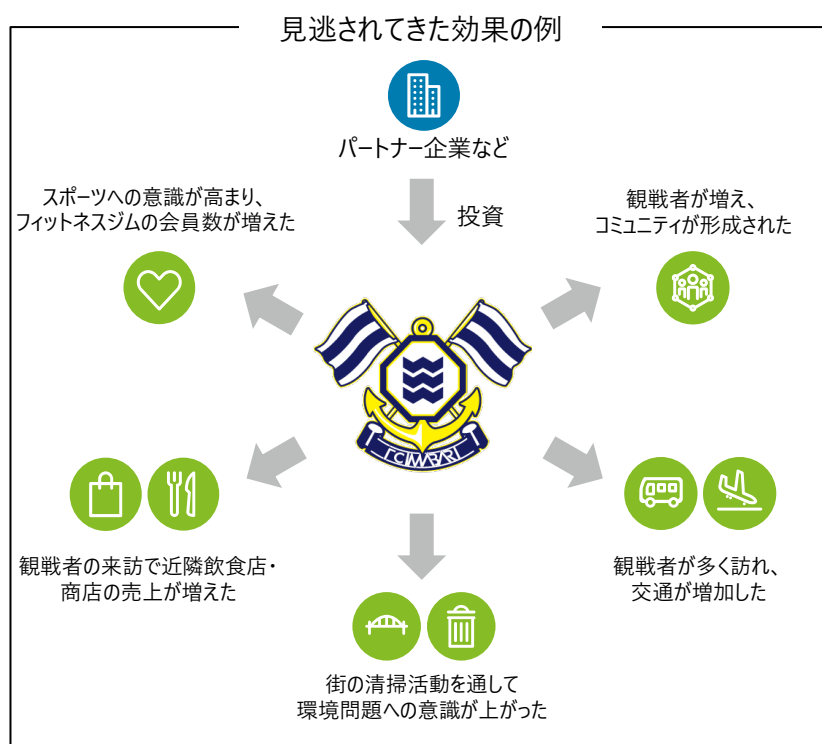 見逃されてきた効果の例
パートナー企業など
投資
スポーツへの意識が高まり、
フィットネスジムの会員数が増えた
観戦者が増え、
コミュニティが形成された
FC IMABARI
観戦者の来訪で近隣飲食店・
商店の売上が増えた
観戦者が多く訪れ、
交通が増加した
街の清掃活動を通して
環境問題への意識が上がった